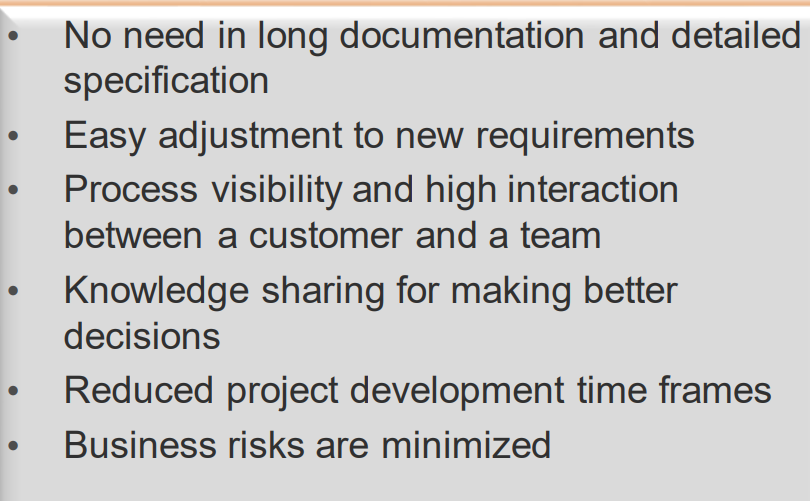 • No need in long documentation and detailed
specification
• Easy adjustment to new requirements
• Process visibility and high interaction
between a customer and a team
• Knowledge sharing for making better
decisions
• Reduced project development time frames
• Business risks are minimized